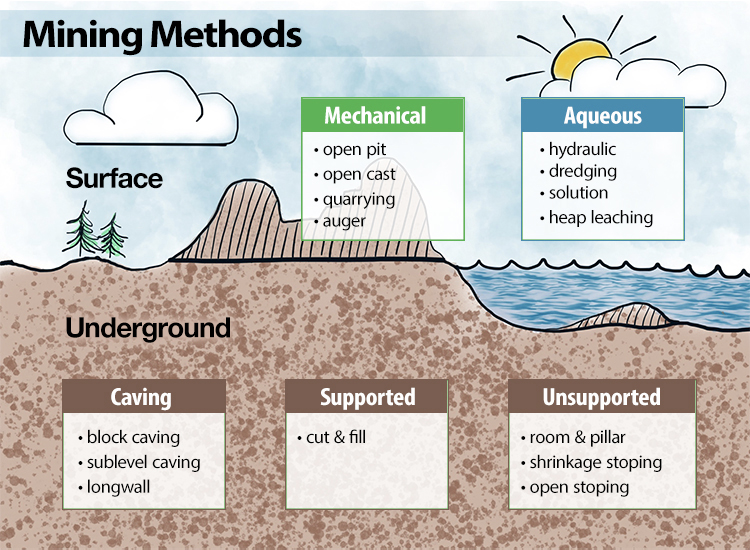 Mining Methods
Surface
Mechanical
• open pit
• open cast
• quarrying
• auger
Aqueous
• hydraulic
• dredging
• solution
• heap leaching
Underground
Caving
• block caving
• sublevel caving
• longwall
Supported
• cut & fill
Unsupported
• room & pillar
• shrinkage stoping
• open stoping